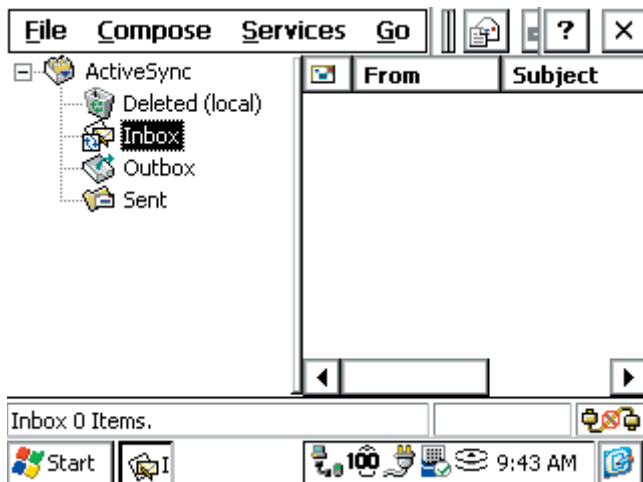 File Compose Services Go ?
ActiveSync
Deleted (local)
Inbox
Outbox
Sent
From Subject
Inbox 0 Items.
Start I 100 9:43 AM